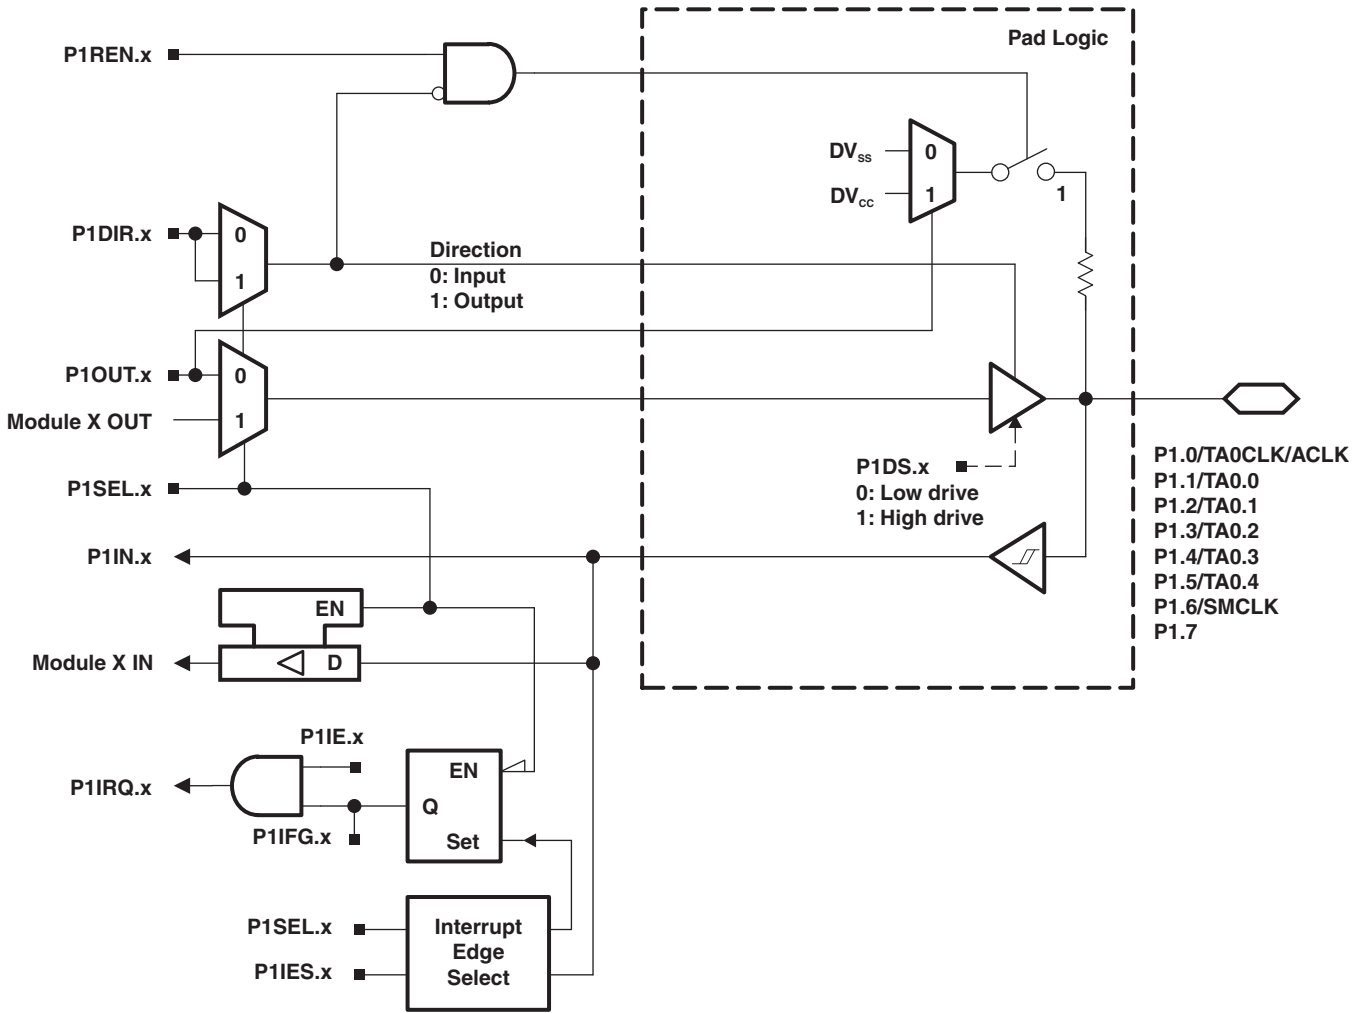 Pad Logic
P1REN.x
DVSS
0
DVCC
1
1
P1DIR.x
0
1
Direction
0: Input
1: Output
P1OUT.x
0
Module X OUT
1
P1SEL.x
P1DS.x
0: Low drive
1: High drive
P1.0/TA0CLK/ACLK
P1.1/TA0.0
P1.2/TA0.1
P1.3/TA0.2
P1.4/TA0.3
P1.5/TA0.4
P1.6/SMCLK
P1.7
P1IN.x
EN
Module X IN
D
P1IE.x
P1IRQ.x
EN
Q
P1IFG.x
Set
P1SEL.x
P1IES.x
Interrupt
Edge
Select